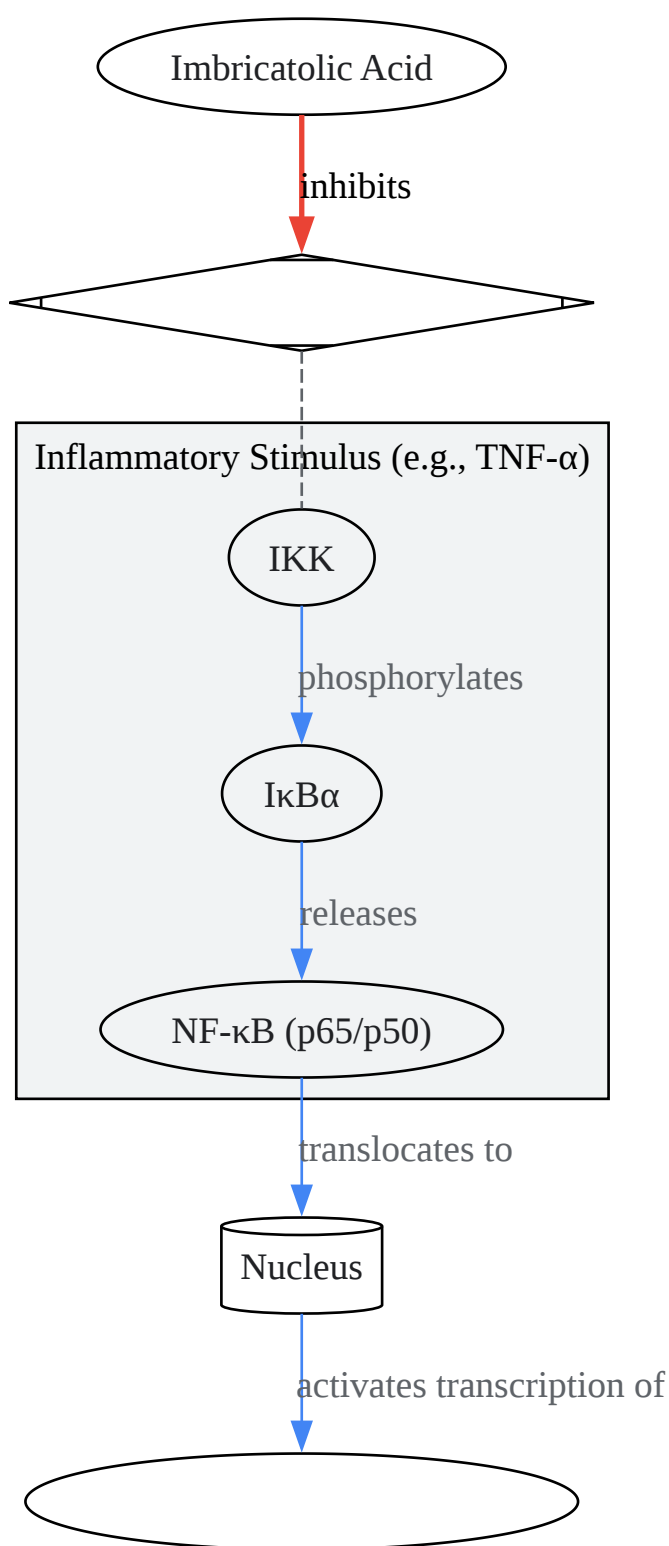 Imbricatolic Acid
inhibits
Inflammatory Stimulus (e.g., TNF-α)
IKK
phosphorylates
IκBα
releases
NF-κB (p65/p50)
translocates to
Nucleus
activates transcription of